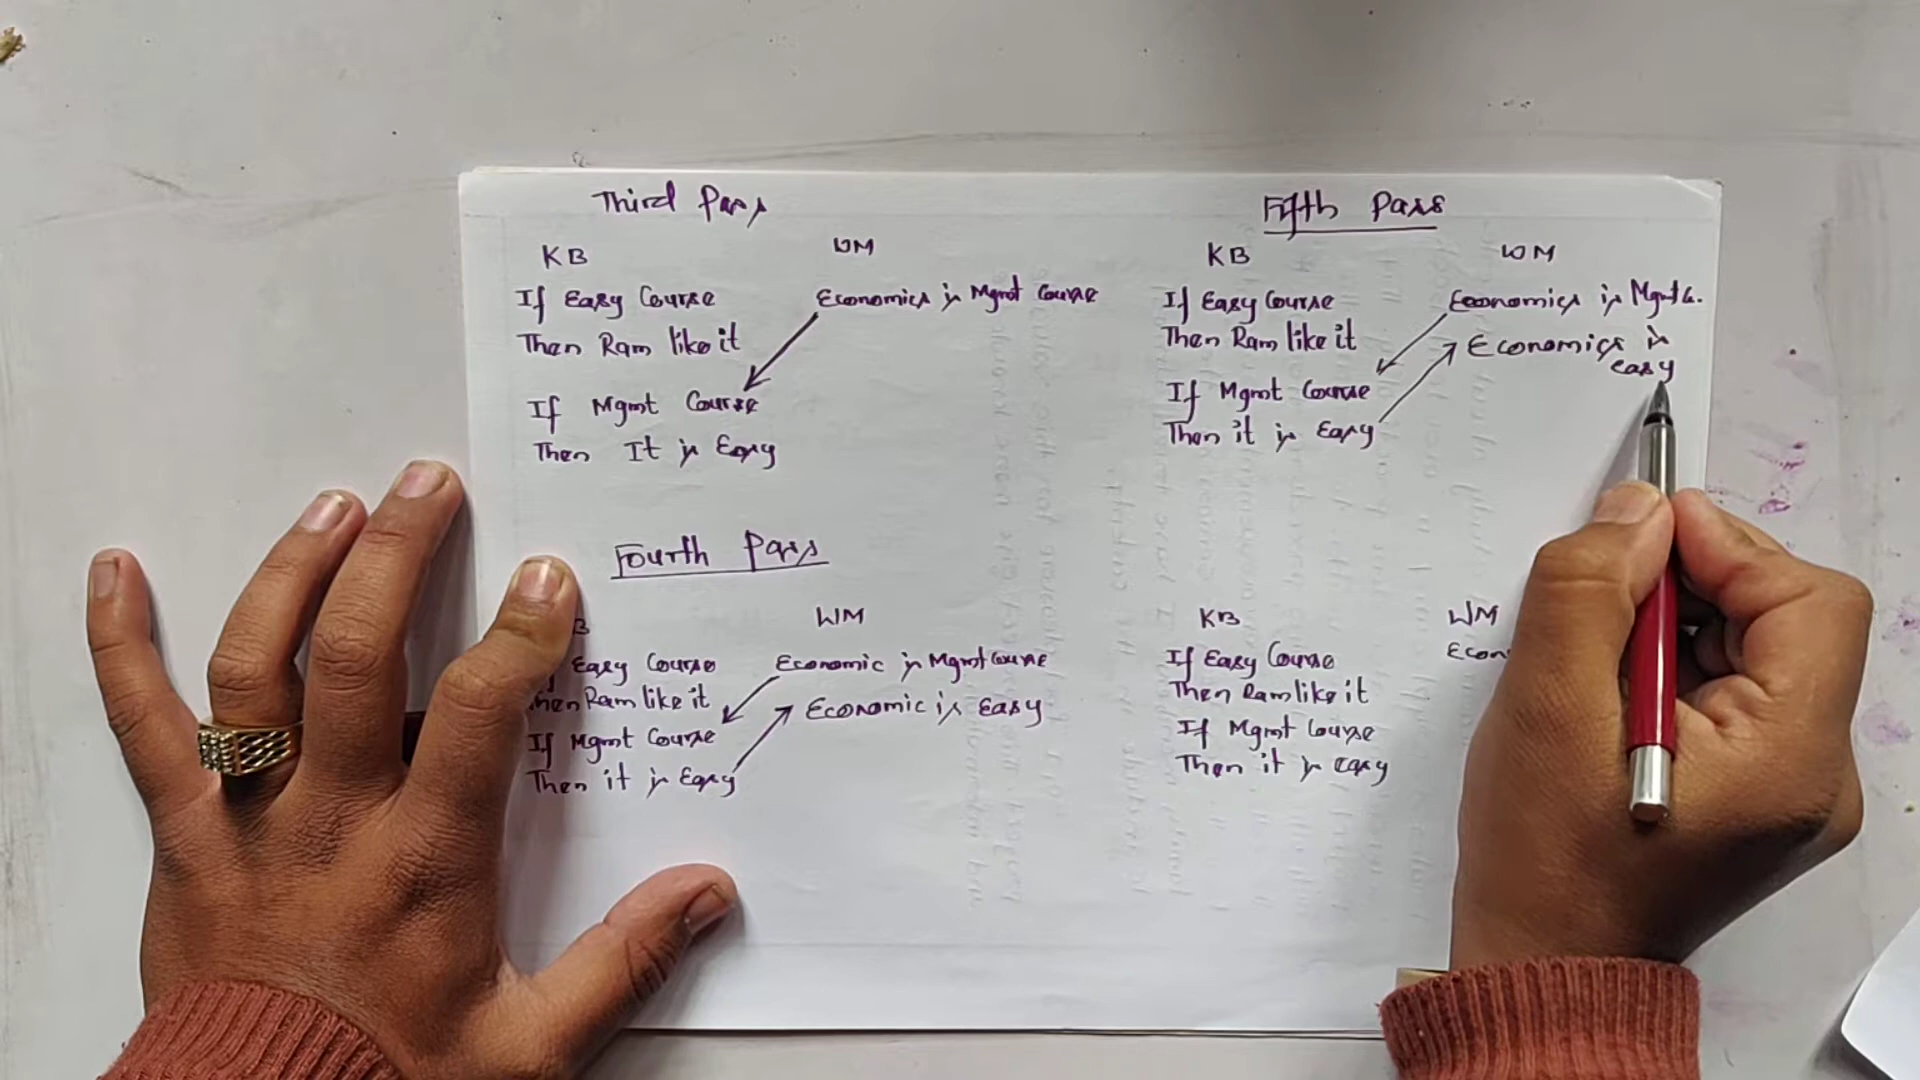 Third Pass
KB
WM
If Easy Course
Then Ram like it
If Mgmt Course
Then It is Easy
Economics is Mgmt Course
Fourth Pass
B
WM
Easy Course
Then Ram like it
If Mgmt Course
Then it is Easy
Economic is Mgmt Course
Economic is Easy
Fifth Pass
KB
WM
If Easy Course
Then Ram like it
If Mgmt Course
Then it is Easy
Economics is Mgmt C.
Economics is
easy
KB
WM
If Easy Course
Then Ram like it
If Mgmt Course
Then it is easy
Econ